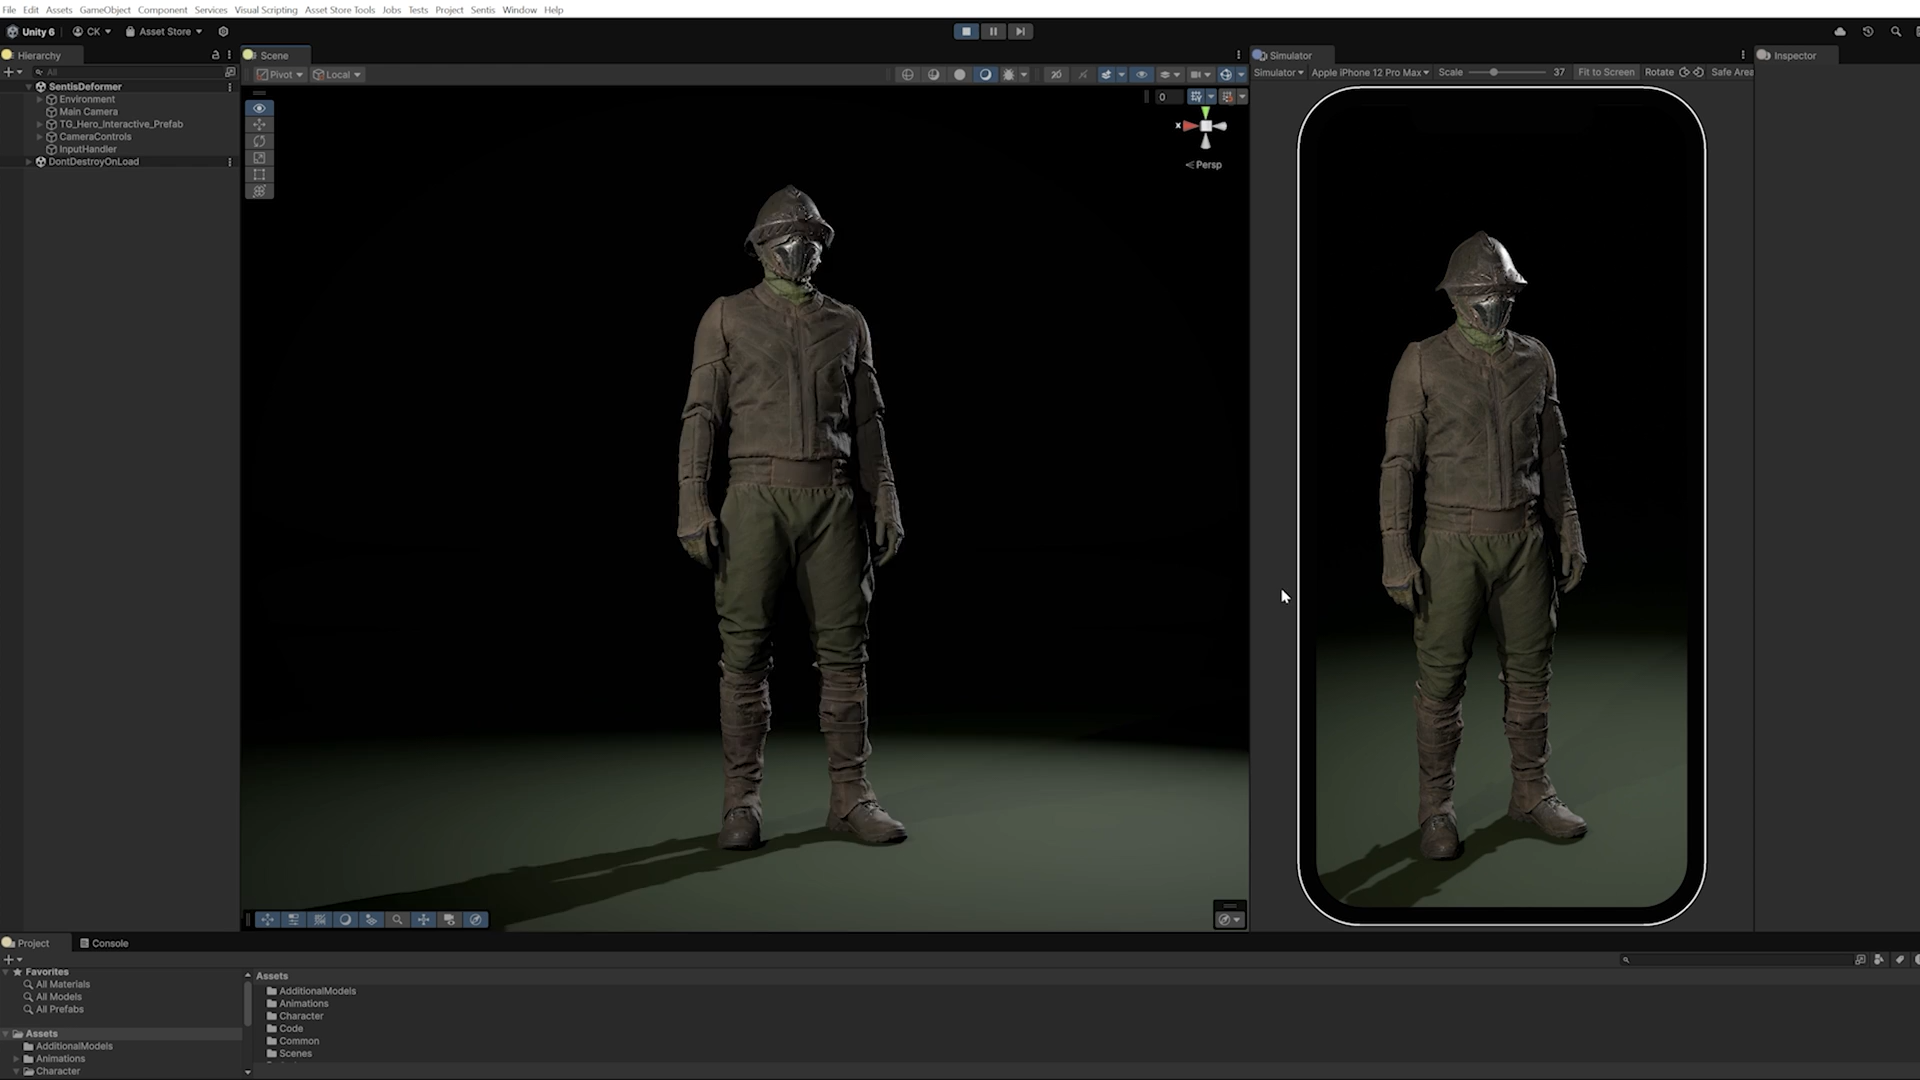 File Edit Assets GameObject Component Services Visual Scripting Asset Store Tools Jobs Tests Project Sentis Window Help
Unity 6 CK Asset Store
Hierarchy
All
SentisDeformer
Environment
Main Camera
TG_Hero_Interactive_Prefab
CameraControls
InputHandler
DontDestroyOnLoad
Scene
Pivot Local
0
x
Persp
Simulator
Simulator Apple iPhone 12 Pro Max Scale 37 Fit to Screen Rotate Safe Area
Inspector
Project Console
Favorites
All Materials
All Models
All Prefabs
Assets
AdditionalModels
Animations
Character
Assets
AdditionalModels
Animations
Character
Code
Common
Scenes